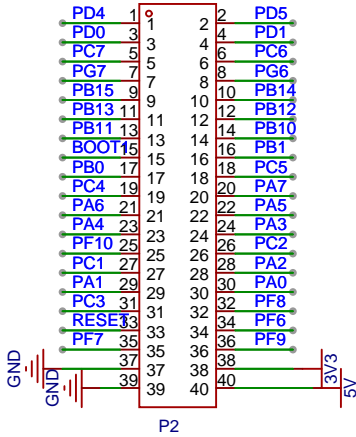 PD4 1 1 2 2 PD5
PD0 3 3 4 4 PD1
PC7 5 5 6 6 PC6
PG7 7 7 8 8 PG6
PB15 9 9 10 10 PB14
PB13 11 11 12 12 PB12
PB11 13 13 14 14 PB10
BOOT1 15 15 16 16 PB1
PB0 17 17 18 18 PC5
PC4 19 19 20 20 PA7
PA6 21 21 22 22 PA5
PA4 23 23 24 24 PA3
PF10 25 25 26 26 PC2
PC1 27 27 28 28 PA2
PA1 29 29 30 30 PA0
PC3 31 31 32 32 PF8
RESET 33 33 34 34 PF6
PF7 35 35 36 36 PF9
GND 37 37 38 38 3V3
GND 39 39 40 40 5V
P2